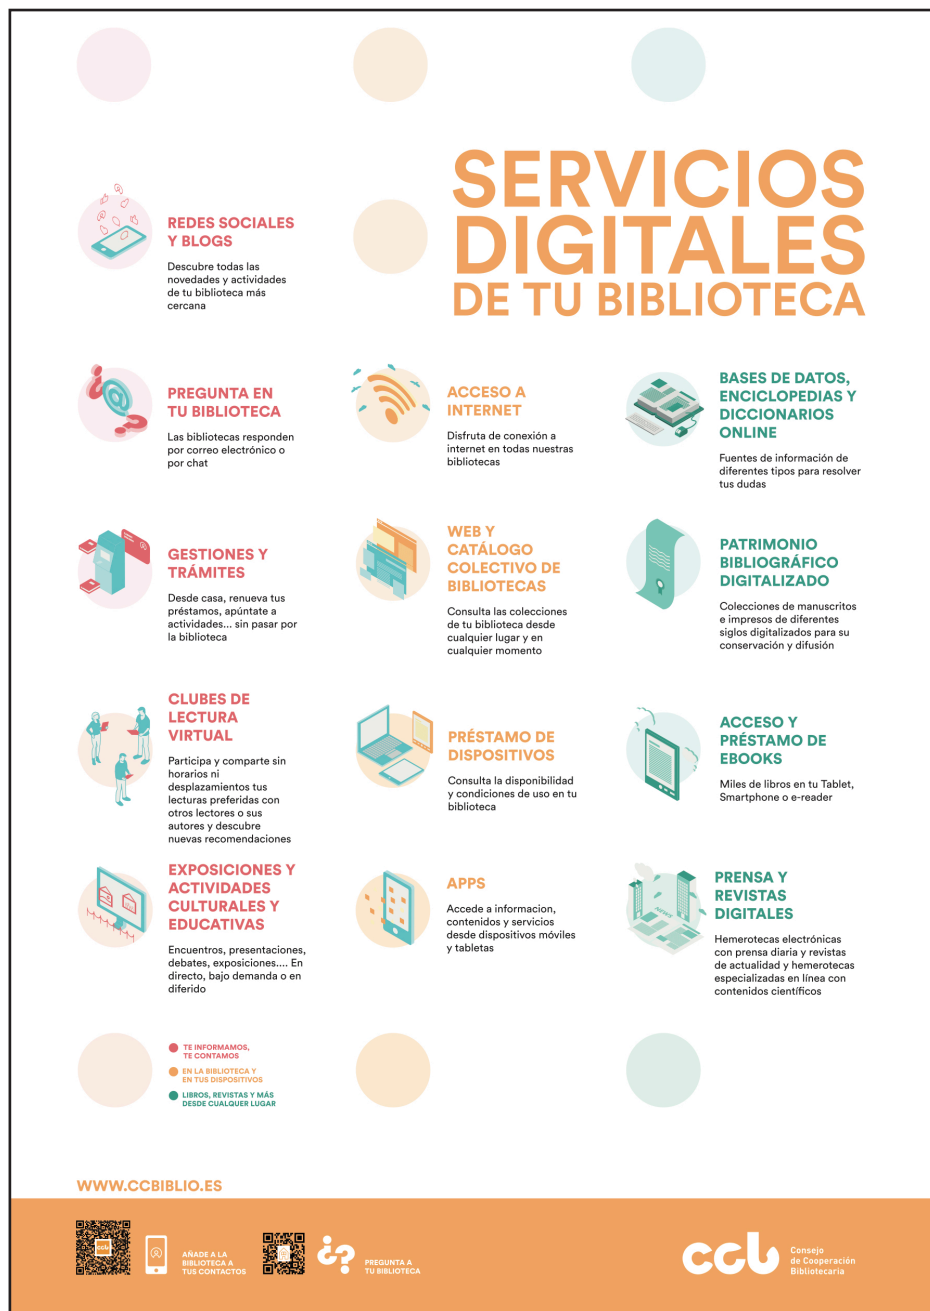 SERVICIOS
DIGITALES
DE TU BIBLIOTECA
REDES SOCIALES
Y BLOGS
Descubre todas las
novedades y actividades
de tu biblioteca más
cercana
PREGUNTA EN
TU BIBLIOTECA
Las bibliotecas responden
por correo electrónico o
por chat
GESTIONES Y
TRÁMITES
Desde casa, renueva tus
préstamos, apúntate a
actividades... sin pasar por
la biblioteca
CLUBES DE
LECTURA
VIRTUAL
Participa y comparte sin
horarios ni
desplazamientos tus
lecturas preferidas con
otros lectores o sus
autores y descubre
nuevas recomendaciones
EXPOSICIONES Y
ACTIVIDADES
CULTURALES Y
EDUCATIVAS
Encuentros, presentaciones,
debates, exposiciones.... En
directo, bajo demanda o en
diferido
ACCESO A
INTERNET
Disfruta de conexión a
internet en todas nuestras
bibliotecas
WEB Y
CATÁLOGO
COLECTIVO DE
BIBLIOTECAS
Consulta las colecciones
de tu biblioteca desde
cualquier lugar y en
cualquier momento
PRÉSTAMO DE
DISPOSITIVOS
Consulta la disponibilidad
y condiciones de uso en tu
biblioteca
APPS
Accede a informacion,
contenidos y servicios
desde dispositivos móviles
y tabletas
BASES DE DATOS,
ENCICLOPEDIAS Y
DICCIONARIOS
ONLINE
Fuentes de información de
diferentes tipos para resolver
tus dudas
PATRIMONIO
BIBLIOGRÁFICO
DIGITALIZADO
Colecciones de manuscritos
e impresos de diferentes
siglos digitalizados para su
conservación y difusión
ACCESO Y
PRÉSTAMO DE
EBOOKS
Miles de libros en tu Tablet,
Smartphone o e-reader
NEWS
PRENSA Y
REVISTAS
DIGITALES
Hemerotecas electrónicas
con prensa diaria y revistas
de actualidad y hemerotecas
especializadas en línea con
contenidos científicos
TE INFORMAMOS,
TE CONTAMOS
EN LA BIBLIOTECA Y
EN TUS DISPOSITIVOS
LIBROS, REVISTAS Y MÁS
DESDE CUALQUIER LUGAR
WWW.CCBIBLIO.ES
ccb
AÑADE A LA
BIBLIOTECA A
TUS CONTACTOS
¿?
PREGUNTA A
TU BIBLIOTECA
ccb
Consejo
de Cooperación
Bibliotecaria